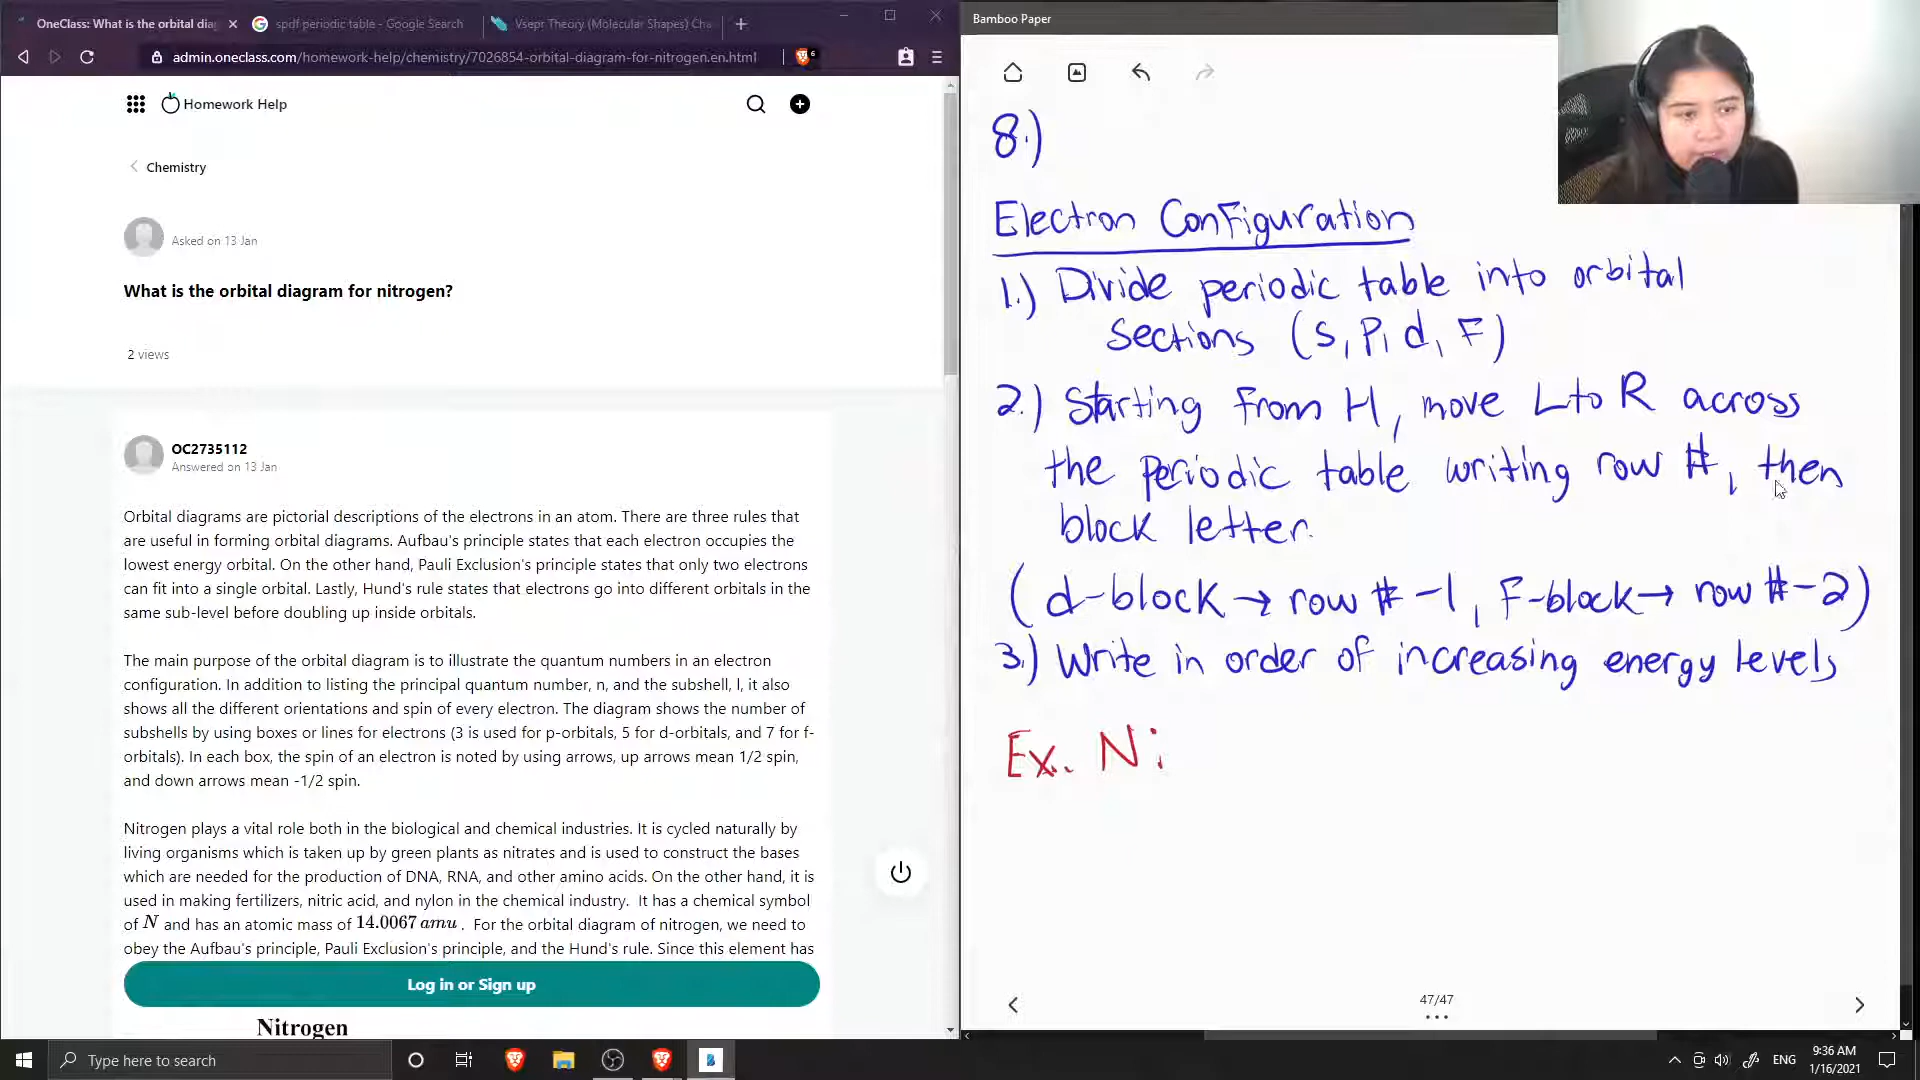 OneClass: What is the orbital dia
spdf periodic table - Google Search
Vsepr Theory (Molecular Shapes) Cha
admin.oneclass.com/homework-help/chemistry/7026854-orbital-diagram-for-nitrogen.en.html
6
Homework Help
Chemistry
Asked on 13 Jan
What is the orbital diagram for nitrogen?
2 views
OC2735112
Answered on 13 Jan
Orbital diagrams are pictorial descriptions of the electrons in an atom. There are three rules that
are useful in forming orbital diagrams. Aufbau's principle states that each electron occupies the
lowest energy orbital. On the other hand, Pauli Exclusion's principle states that only two electrons
can fit into a single orbital. Lastly, Hund's rule states that electrons go into different orbitals in the
same sub-level before doubling up inside orbitals.
The main purpose of the orbital diagram is to illustrate the quantum numbers in an electron
configuration. In addition to listing the principal quantum number, n, and the subshell, l, it also
shows all the different orientations and spin of every electron. The diagram shows the number of
subshells by using boxes or lines for electrons (3 is used for p-orbitals, 5 for d-orbitals, and 7 for f-
orbitals). In each box, the spin of an electron is noted by using arrows, up arrows mean 1/2 spin,
and down arrows mean -1/2 spin.
Nitrogen plays a vital role both in the biological and chemical industries. It is cycled naturally by
living organisms which is taken up by green plants as nitrates and is used to construct the bases
which are needed for the production of DNA, RNA, and other amino acids. On the other hand, it is
used in making fertilizers, nitric acid, and nylon in the chemical industry. It has a chemical symbol
of N and has an atomic mass of 14.0067 amu. For the orbital diagram of nitrogen, we need to
obey the Aufbau's principle, Pauli Exclusion's principle, and the Hund's rule. Since this element has
Log in or Sign up
Nitrogen
Bamboo Paper
8.)
Electron Configuration
1.) Divide periodic table into orbital
sections (s, p, d, F)
2.) Starting from H, move L to R across
the periodic table writing row #, then
block letter.
(d-block → row # -1, F-block → row # -2)
3.) Write in order of increasing energy levels
Ex. N:
47/47
Type here to search
ENG
9:36 AM
1/16/2021